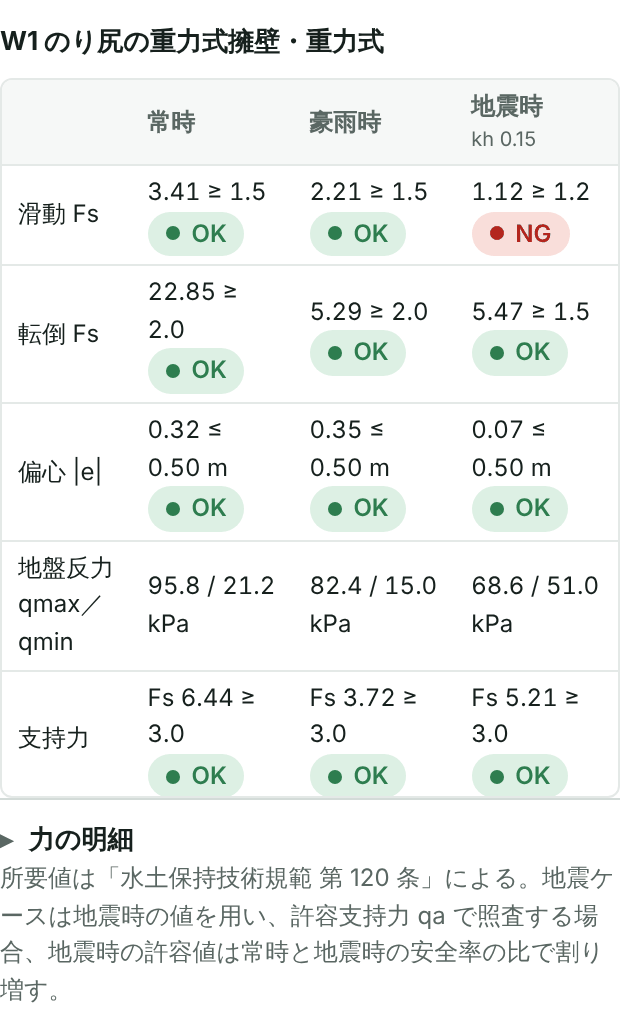 W1 のり尻の重力式擁壁・重力式
常時 豪雨時 地震時
kh 0.15
滑動 Fs 3.41 ≥ 1.5 2.21 ≥ 1.5 1.12 ≥ 1.2
OK OK NG
転倒 Fs 22.85 ≥ 2.0 5.29 ≥ 2.0 5.47 ≥ 1.5
OK OK OK
偏心 |e| 0.32 ≤ 0.50 m 0.35 ≤ 0.50 m 0.07 ≤ 0.50 m
OK OK OK
地盤反力 qmax／qmin 95.8 / 21.2 kPa 82.4 / 15.0 kPa 68.6 / 51.0 kPa
支持力 Fs 6.44 ≥ 3.0 Fs 3.72 ≥ 3.0 Fs 5.21 ≥ 3.0
OK OK OK
▶ 力の明細
所要値は「水土保持技術規範 第 120 条」による。地震ケ
ースは地震時の値を用い、許容支持力 qa で照査する場
合、地震時の許容値は常時と地震時の安全率の比で割り
増す。